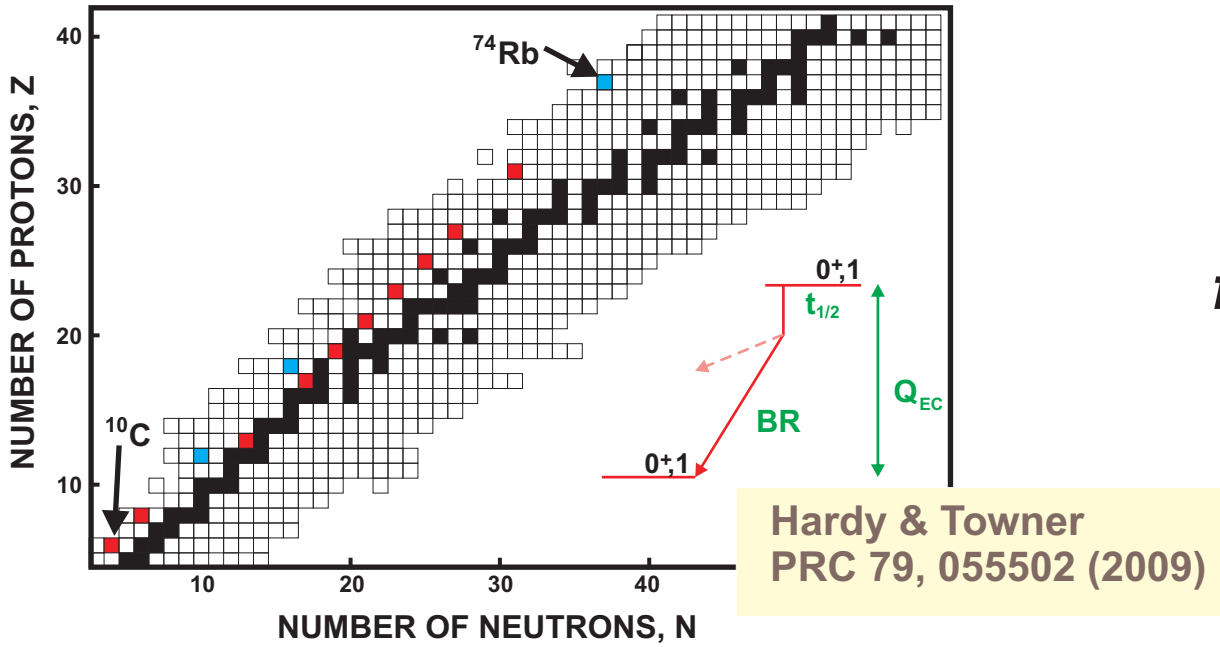 NUMBER OF PROTONS, Z
40
30
20
10
⁷⁴Rb
¹⁰C
0⁺,1
t₁/₂
BR
Q_EC
0⁺,1
10
20
30
40
NUMBER OF NEUTRONS, N
Hardy & Towner
PRC 79, 055502 (2009)